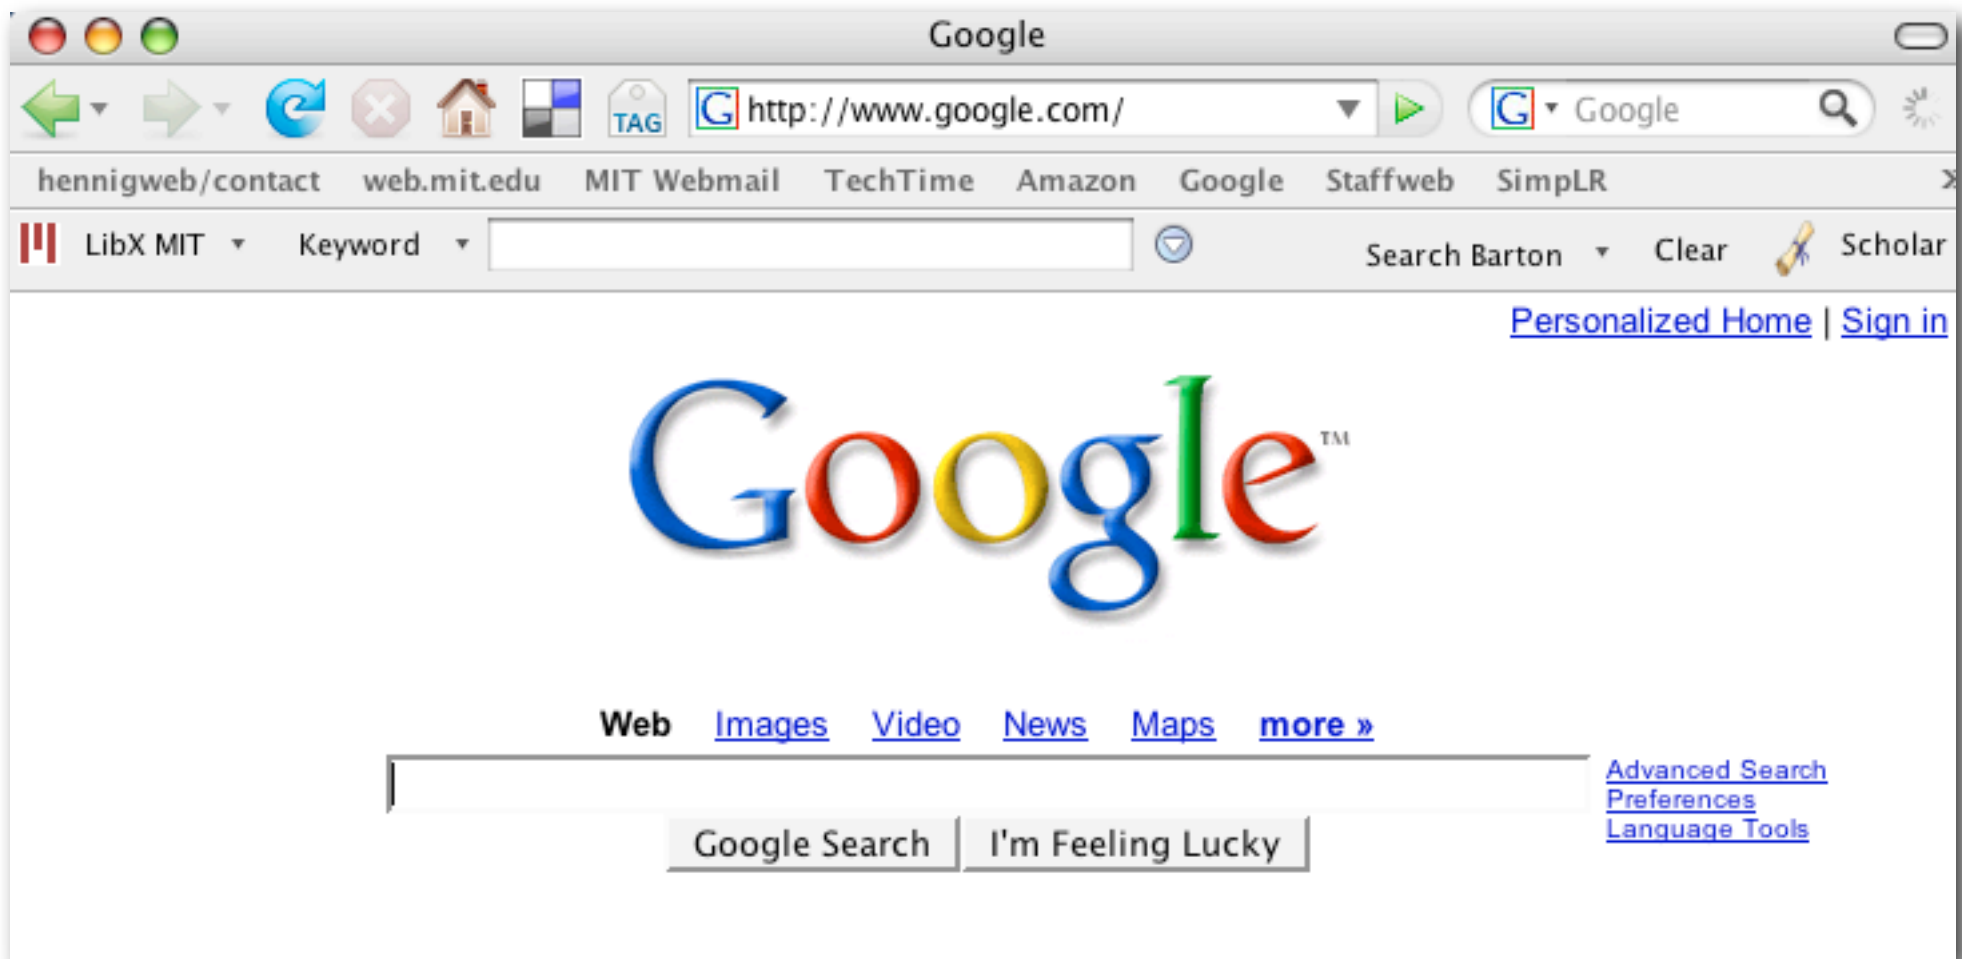 Google
TAG http://www.google.com/ Google
hennigweb/contact web.mit.edu MIT Webmail TechTime Amazon Google Staffweb SimpLR »
LibX MIT Keyword Search Barton Clear Scholar
Personalized Home | Sign in
Google™
Web Images Video News Maps more »
Advanced Search
Preferences
Language Tools
Google Search I'm Feeling Lucky